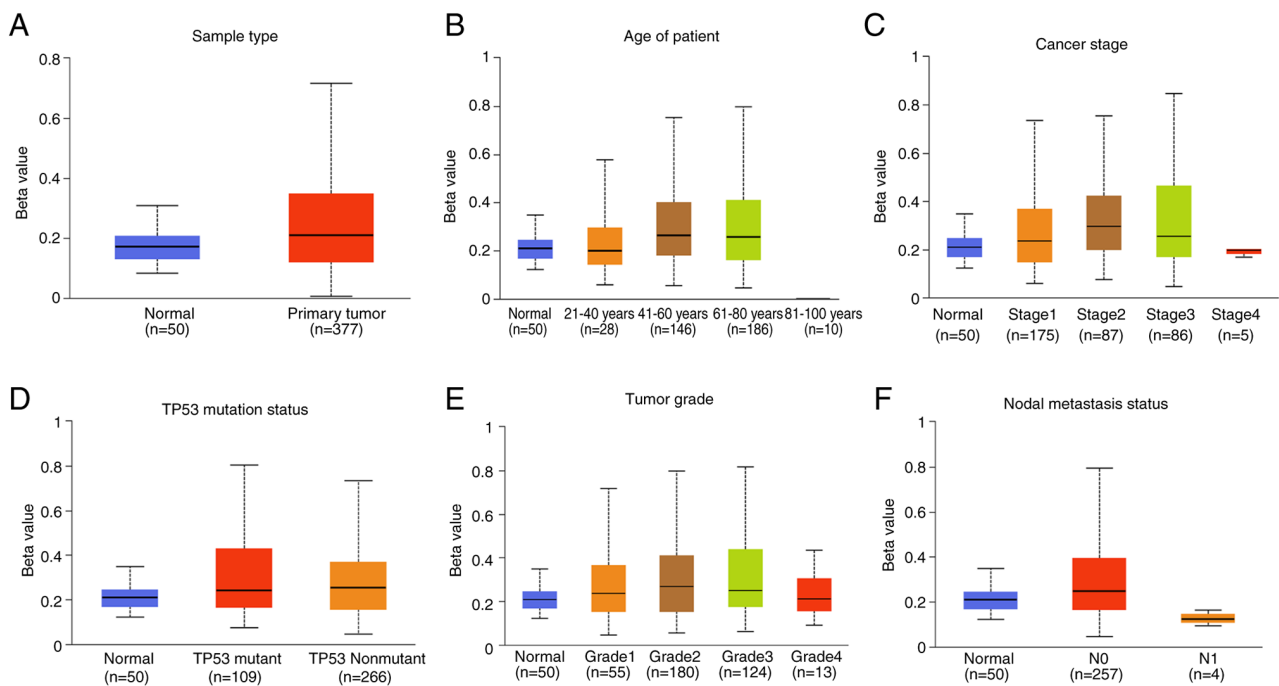 A
Sample type
Beta value
0.8
0.6
0.4
0.2
0
Normal
(n=50)
Primary tumor
(n=377)
B
Age of patient
Beta value
1
0.8
0.6
0.4
0.2
0
Normal
(n=50)
21-40 years
(n=28)
41-60 years
(n=146)
61-80 years
(n=186)
81-100 years
(n=10)
C
Cancer stage
Beta value
1
0.8
0.6
0.4
0.2
0
Normal
(n=50)
Stage1
(n=175)
Stage2
(n=87)
Stage3
(n=86)
Stage4
(n=5)
D
TP53 mutation status
Beta value
1
0.8
0.6
0.4
0.2
0
Normal
(n=50)
TP53 mutant
(n=109)
TP53 Nonmutant
(n=266)
E
Tumor grade
Beta value
1
0.8
0.6
0.4
0.2
0
Normal
(n=50)
Grade1
(n=55)
Grade2
(n=180)
Grade3
(n=124)
Grade4
(n=13)
F
Nodal metastasis status
Beta value
1
0.8
0.6
0.4
0.2
0
Normal
(n=50)
N0
(n=257)
N1
(n=4)